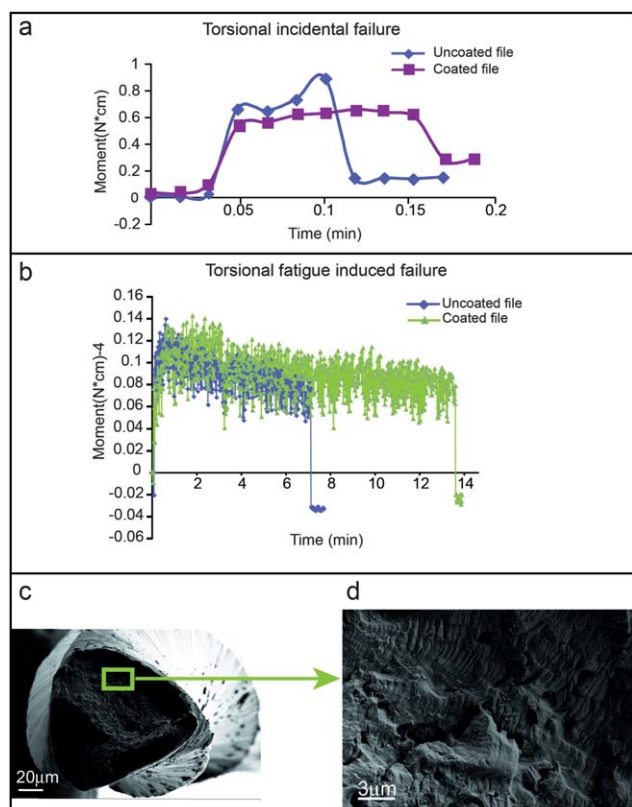 a
Torsional incidental failure
Uncoated file
Coated file
Moment(N*cm)
1
0.8
0.6
0.4
0.2
0
-0.2
0.05
0.1
0.15
0.2
Time (min)
b
Torsional fatigue induced failure
Uncoated file
Coated file
Moment(N*cm)-4
0.16
0.14
0.12
0.1
0.08
0.06
0.04
0.02
0
-0.02
-0.04
-0.06
2 4 6 8 10 12 14
Time (min)
c
d
20μm
3μm